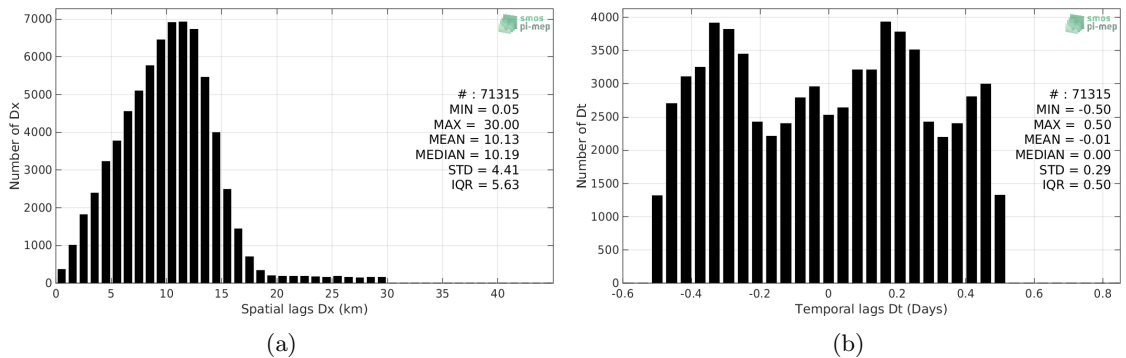 Number of Dx
7000
6000
5000
4000
3000
2000
1000
0
smos
pi-mep
# : 71315
MIN = 0.05
MAX = 30.00
MEAN = 10.13
MEDIAN = 10.19
STD = 4.41
IQR = 5.63
0 5 10 15 20 25 30 35 40
Spatial lags Dx (km)
(a)
Number of Dt
4000
3500
3000
2500
2000
1500
1000
500
0
smos
pi-mep
# : 71315
MIN = -0.50
MAX = 0.50
MEAN = -0.01
MEDIAN = 0.00
STD = 0.29
IQR = 0.50
-0.6 -0.4 -0.2 0 0.2 0.4 0.6 0.8
Temporal lags Dt (Days)
(b)